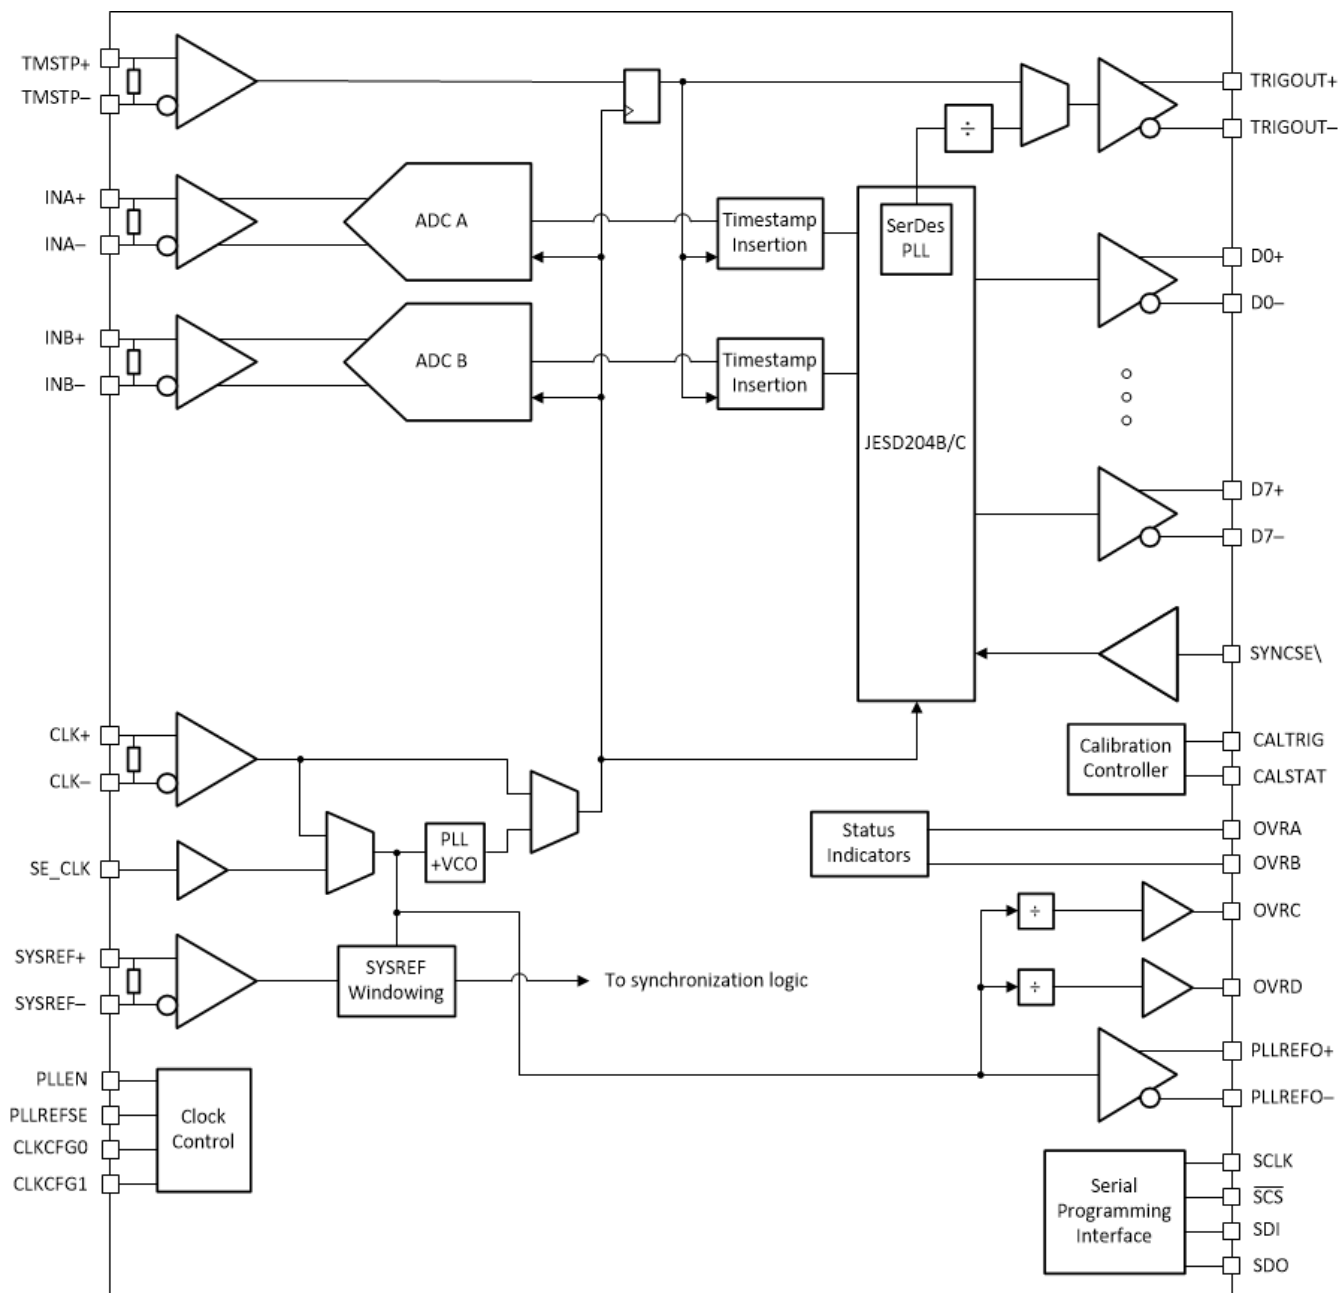 TMSTP+
TMSTP–
TRIGOUT+
TRIGOUT–
÷
INA+
INA–
ADC A
Timestamp
Insertion
SerDes
PLL
D0+
D0–
INB+
INB–
ADC B
Timestamp
Insertion
JESD204B/C
D7+
D7–
SYNCSE\
CLK+
CLK–
Calibration
Controller
CALTRIG
CALSTAT
SE_CLK
PLL
+VCO
Status
Indicators
OVRA
OVRB
÷
OVRC
SYSREF+
SYSREF–
SYSREF
Windowing
To synchronization logic
÷
OVRD
PLLREFO+
PLLREFO–
PLLEN
PLLREFSE
CLKCFG0
CLKCFG1
Clock
Control
Serial
Programming
Interface
SCLK
SCS
SDI
SDO